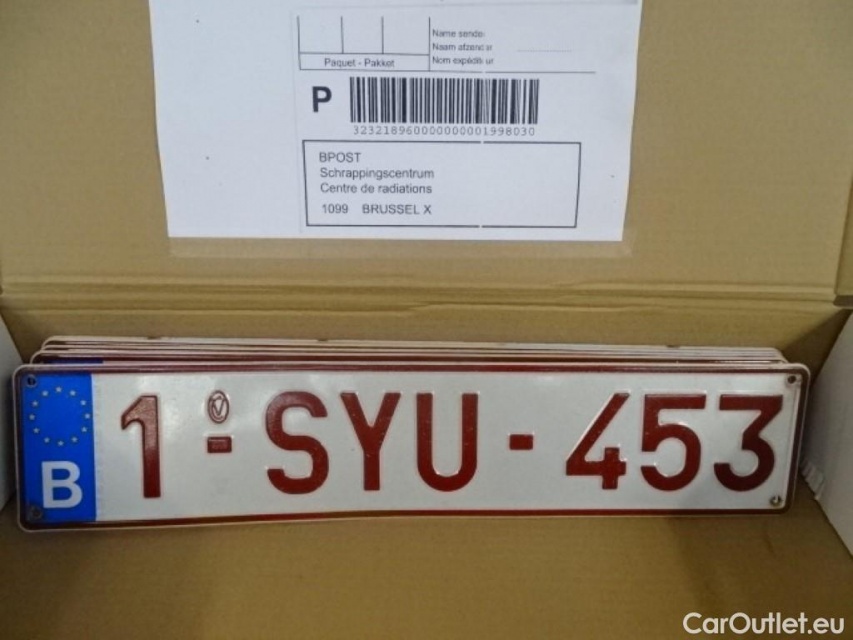 Name sende
Naam afzender
Nom expéditeur
Paquet - Pakket
P
323218960000000001998030
BPOST
Schrappingscentrum
Centre de radiations
1099 BRUSSEL X
B 1-SYU-453
CarOutlet.eu